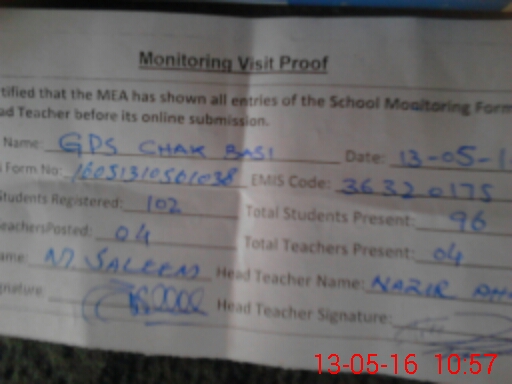 Monitoring Visit Proof
tified that the MEA has shown all entries of the School Monitoring Form
ad Teacher before its online submission.
Name: GPS CHAK BASI Date: 13-05-1
Form No: EMIS Code: 36320175
Students Registered: 102 Total Students Present: 96
eachersPosted: 04 Total Teachers Present: 04
ame: M. SALEEM Head Teacher Name: NAZIR
gnature Head Teacher Signature:
13-05-16 10:57